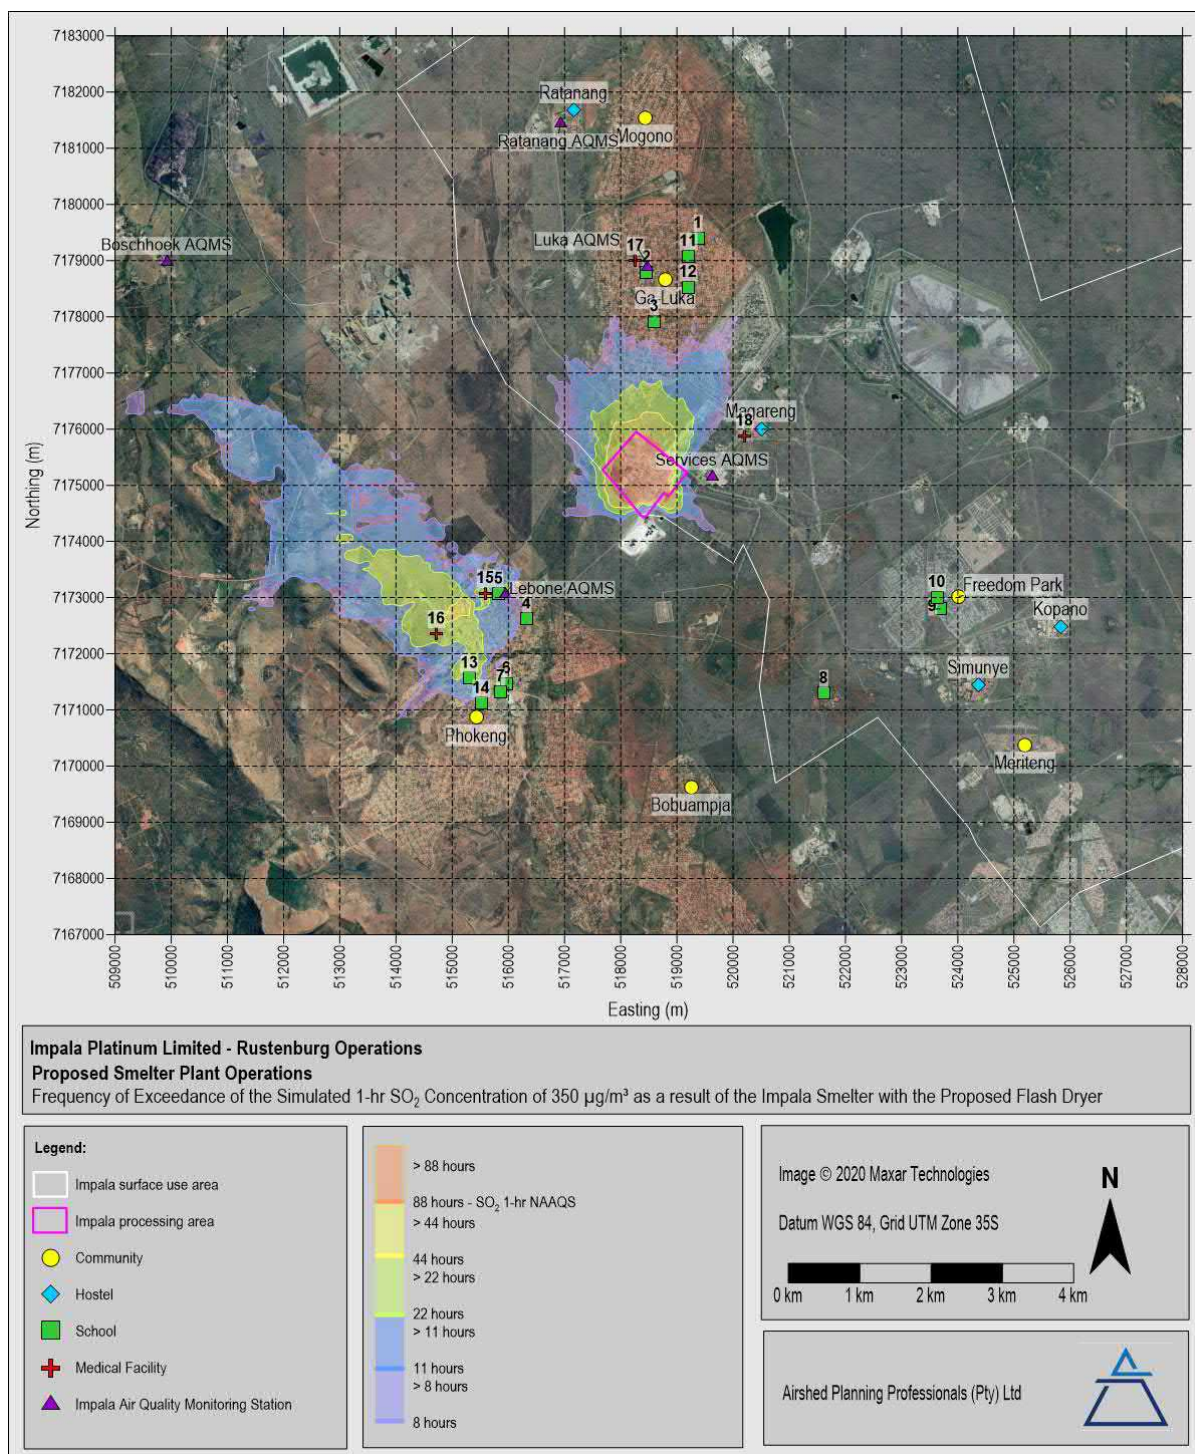 7183000
7182000
7181000
7180000
7179000
7178000
7177000
7176000
7175000
7174000
7173000
7172000
7171000
7170000
7169000
7168000
7167000
Northing (m)
Ratanang
Mogono
Ratanang AQMS
Boschhoek AQMS
Luka AQMS
17
1
11
2
12
Ga-Luka
3
Magareng
18
Services AQMS
15
5
Lebone AQMS
4
16
10
Freedom Park
9
Kopano
13
6
7
14
Phokeng
8
Simunye
Meriteng
Bobuampja
509000
510000
511000
512000
513000
514000
515000
516000
517000
518000
519000
520000
521000
522000
523000
524000
525000
526000
527000
528000
Easting (m)
Impala Platinum Limited - Rustenburg Operations
Proposed Smelter Plant Operations
Frequency of Exceedance of the Simulated 1-hr SO₂ Concentration of 350 µg/m³ as a result of the Impala Smelter with the Proposed Flash Dryer
Legend:
Impala surface use area
Impala processing area
Community
Hostel
School
Medical Facility
Impala Air Quality Monitoring Station
> 88 hours
88 hours - SO₂ 1-hr NAAQS
> 44 hours
44 hours
> 22 hours
22 hours
> 11 hours
11 hours
> 8 hours
8 hours
Image © 2020 Maxar Technologies
Datum WGS 84, Grid UTM Zone 35S
N
0 km 1 km 2 km 3 km 4 km
Airshed Planning Professionals (Pty) Ltd